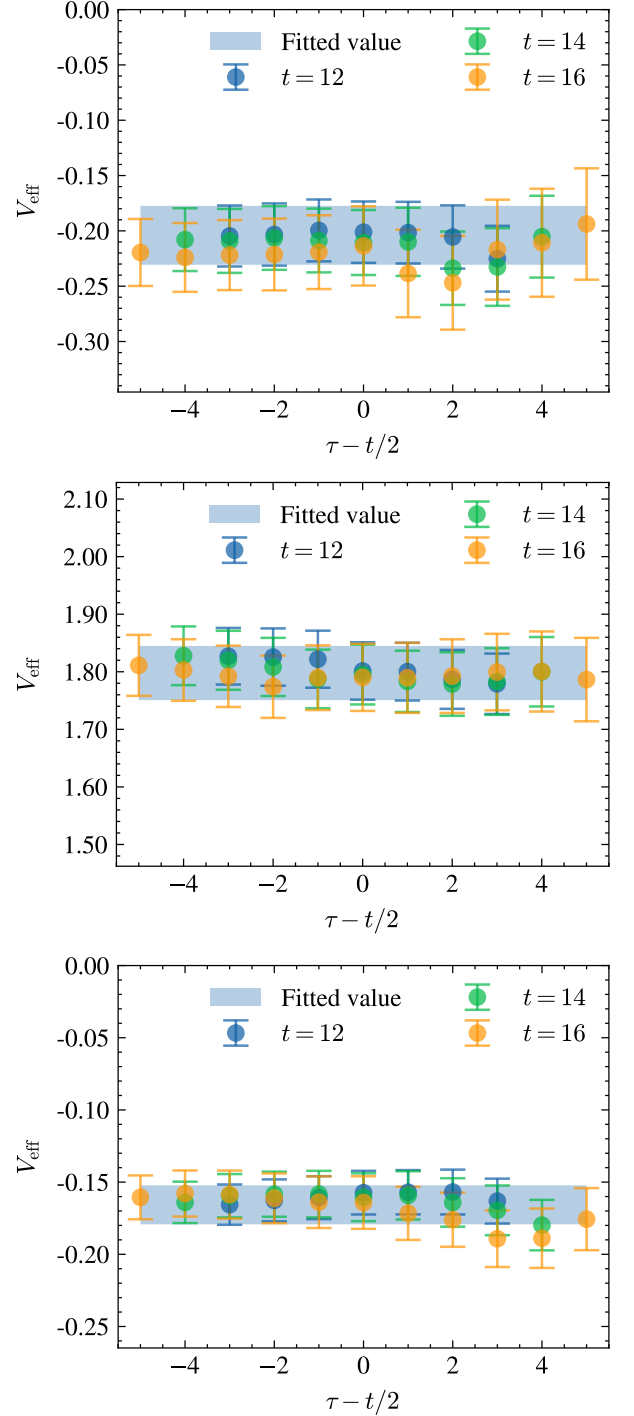 0.00
-0.05
-0.10
-0.15
-0.20
-0.25
-0.30
V_eff
Fitted value
t = 12
t = 14
t = 16
−4 −2 0 2 4
τ − t/2
2.10
2.00
1.90
1.80
1.70
1.60
1.50
V_eff
Fitted value
t = 12
t = 14
t = 16
−4 −2 0 2 4
τ − t/2
0.00
-0.05
-0.10
-0.15
-0.20
-0.25
V_eff
Fitted value
t = 12
t = 14
t = 16
−4 −2 0 2 4
τ − t/2